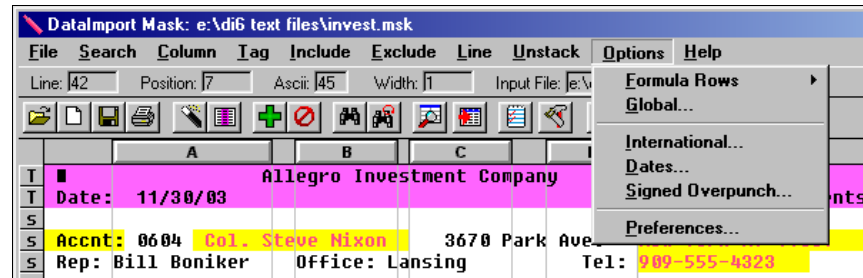 DataImport Mask: e:\di6 text files\invest.msk
File Search Column Tag Include Exclude Line Unstack Options Help
Line: 42 Position: 7 Ascii: 45 Width: 1 Input File: e:\
Formula Rows
Global...
International...
Dates...
Signed Overpunch...
Preferences...
A B C
T Allegro Investment Company
T Date: 11/30/03 nts
S
S Accnt: 0604 Col. Steve Nixon 3670 Park Ave.
S Rep: Bill Boniker Office: Lansing Tel: 909-555-4323